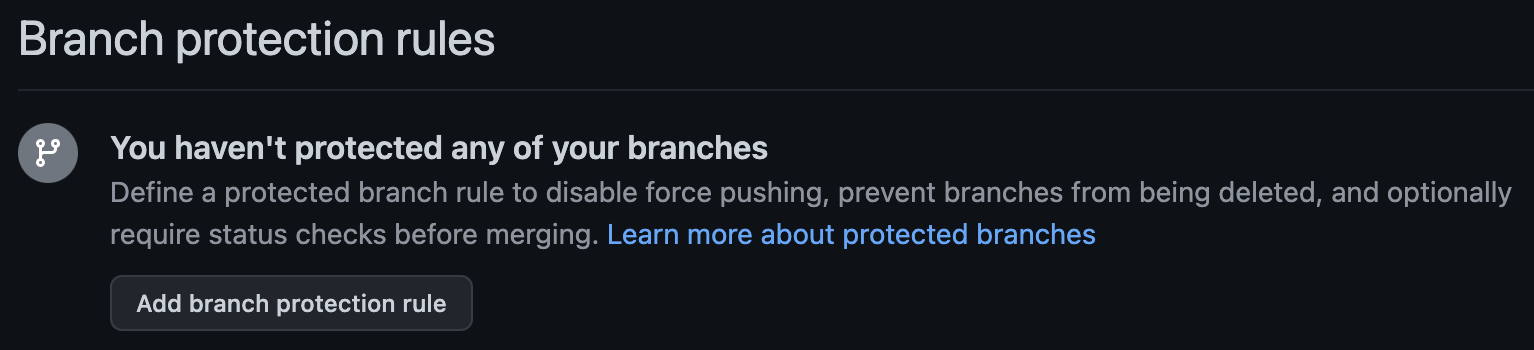 Branch protection rules
You haven't protected any of your branches
Define a protected branch rule to disable force pushing, prevent branches from being deleted, and optionally
require status checks before merging. Learn more about protected branches
Add branch protection rule